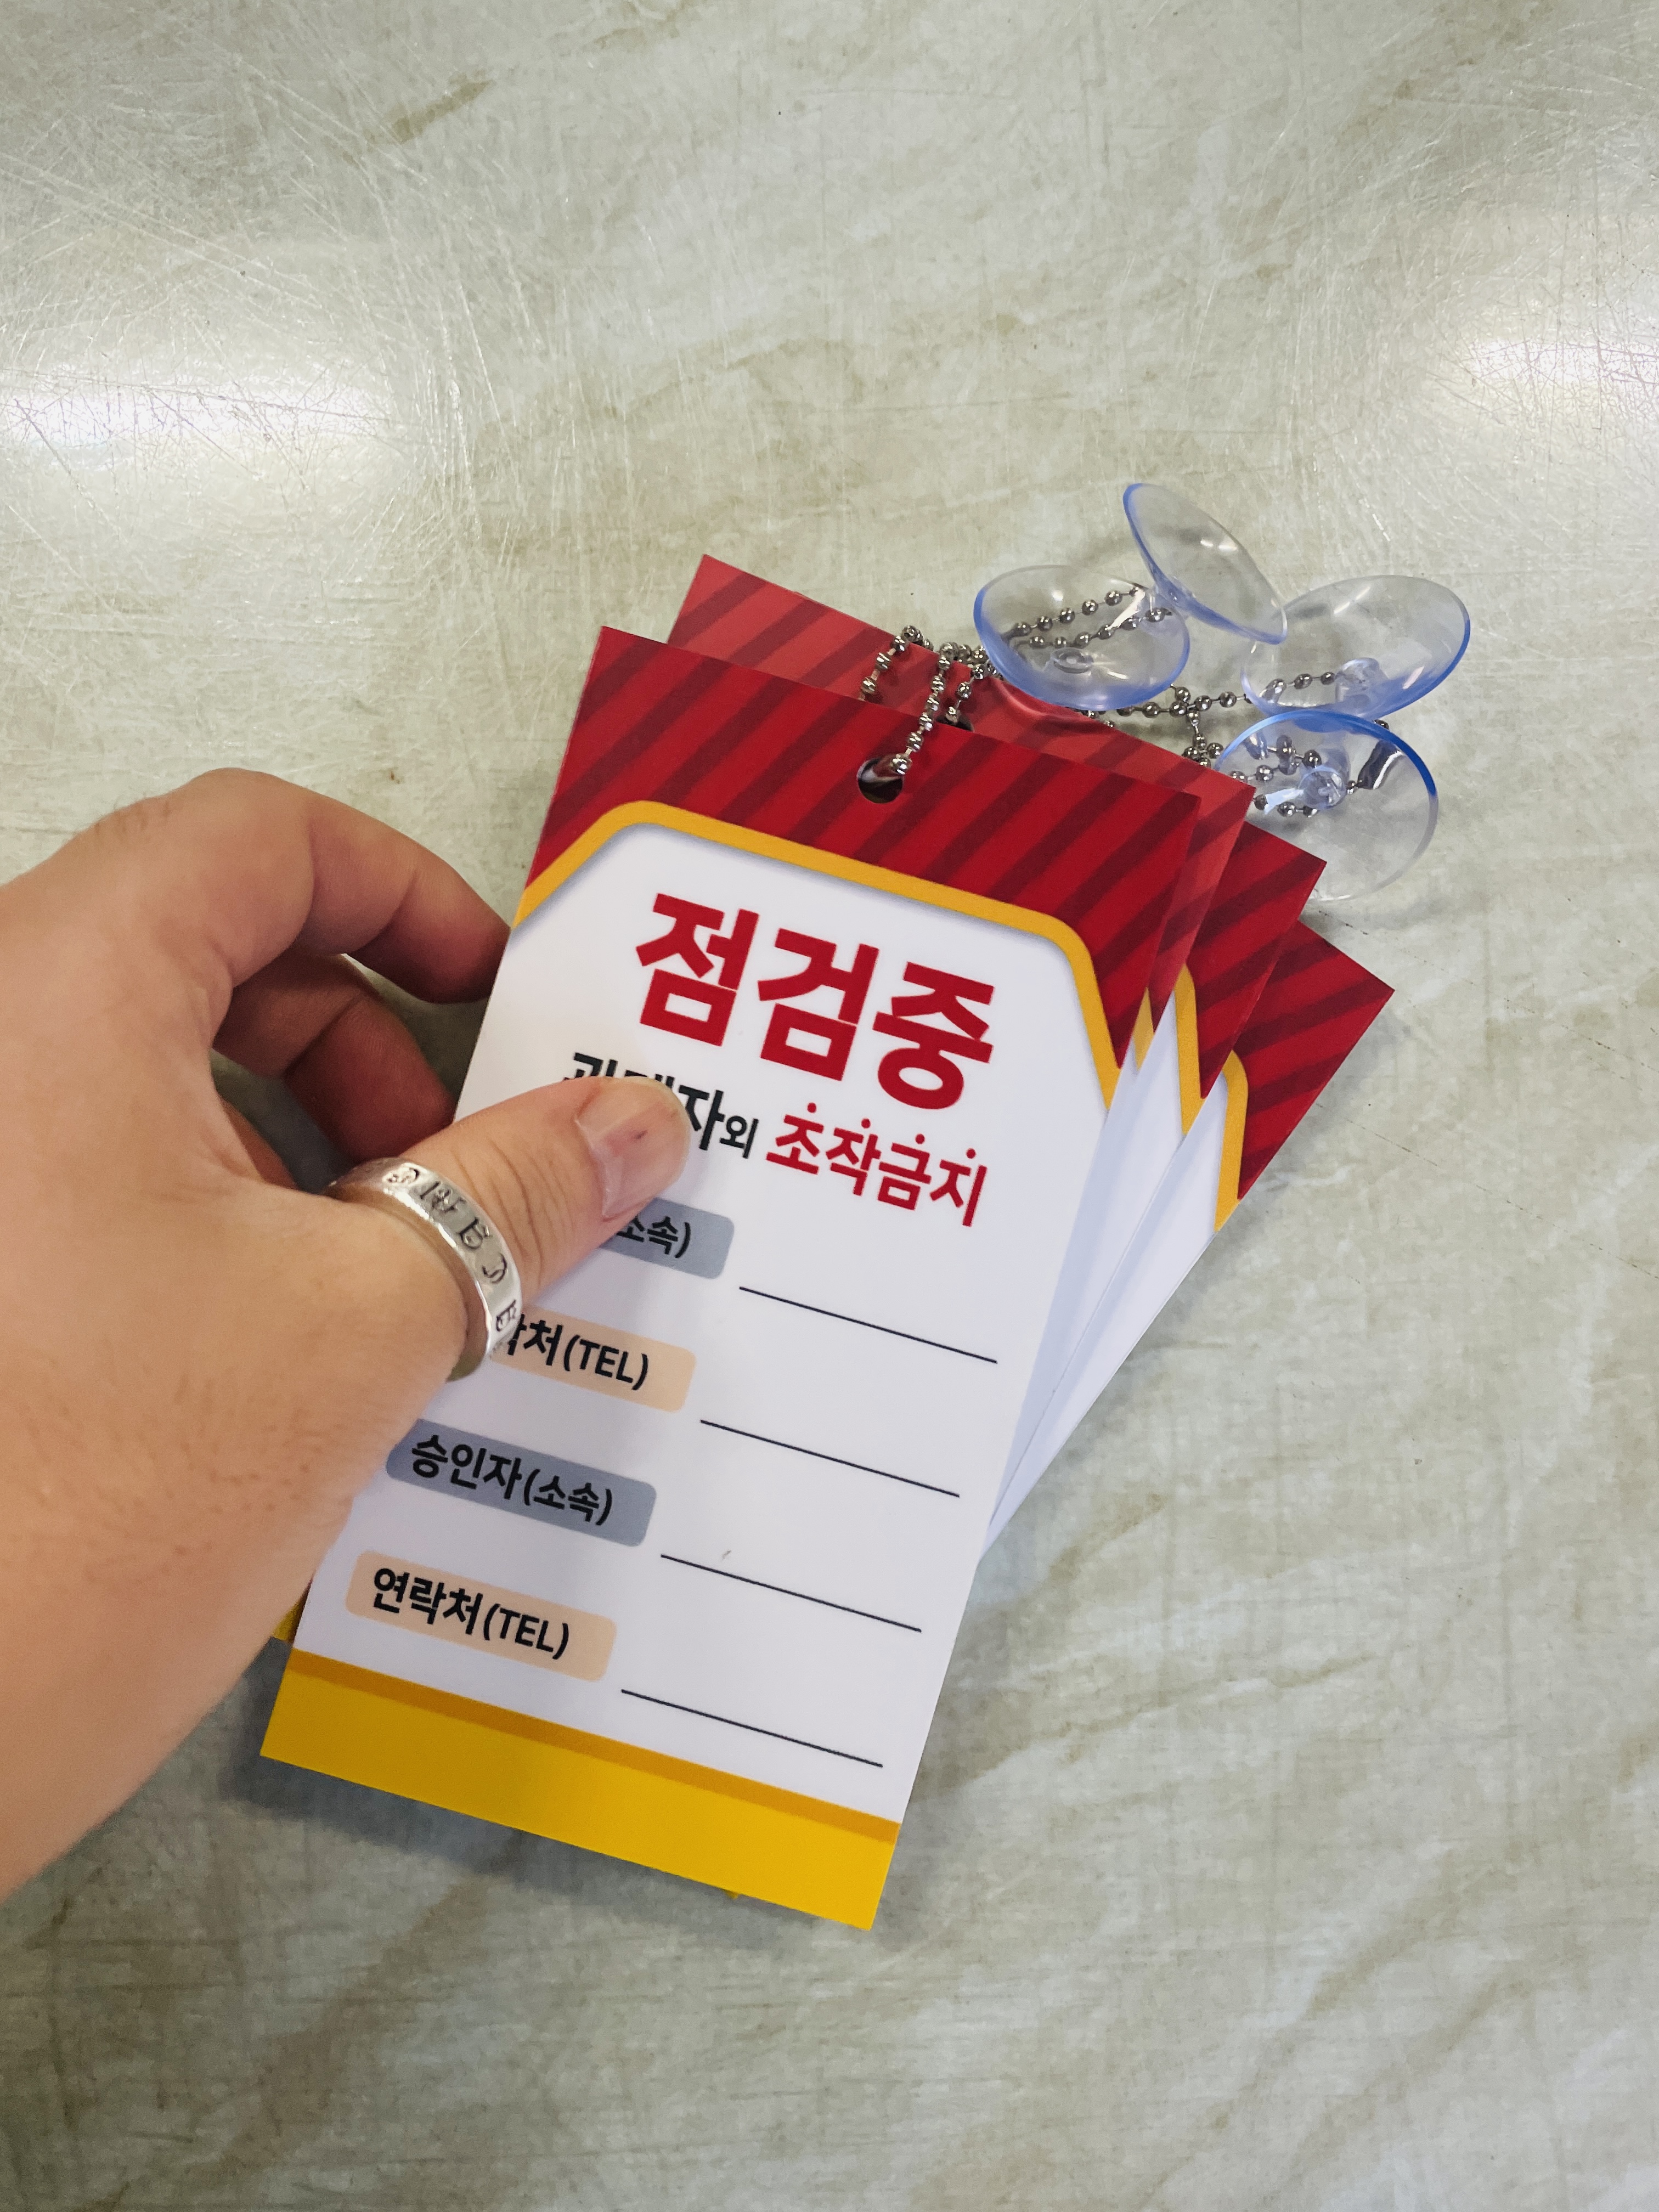 점검중
자외 조작금지
소속)
처(TEL)
승인자(소속)
연락처(TEL)